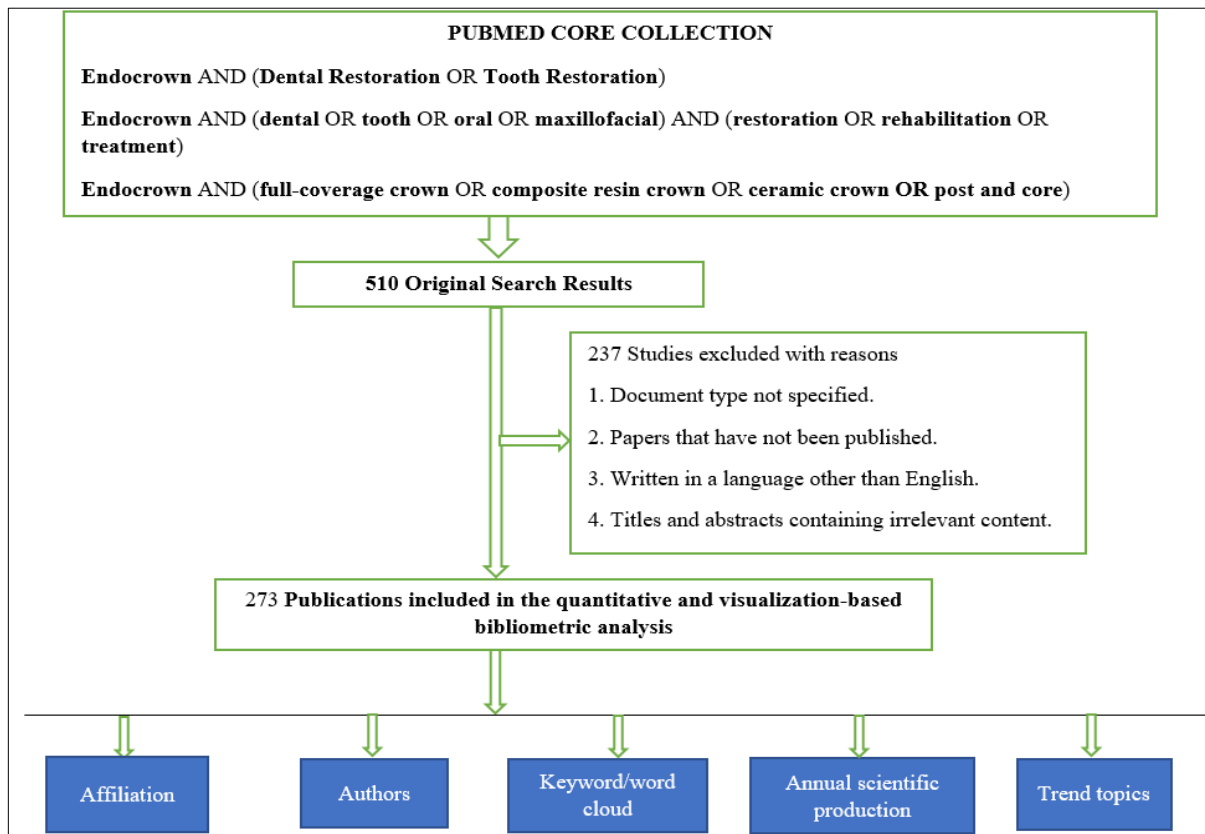 PUBMED CORE COLLECTION
Endocrown AND (Dental Restoration OR Tooth Restoration)
Endocrown AND (dental OR tooth OR oral OR maxillofacial) AND (restoration OR rehabilitation OR
treatment)
Endocrown AND (full-coverage crown OR composite resin crown OR ceramic crown OR post and core)
510 Original Search Results
237 Studies excluded with reasons
1. Document type not specified.
2. Papers that have not been published.
3. Written in a language other than English.
4. Titles and abstracts containing irrelevant content.
273 Publications included in the quantitative and visualization-based
bibliometric analysis
Affiliation
Authors
Keyword/word
cloud
Annual scientific
production
Trend topics